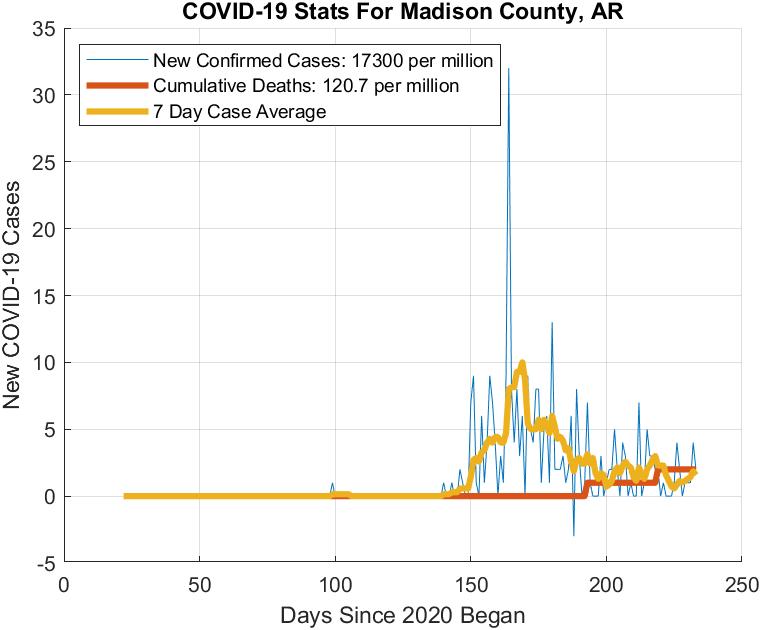 COVID-19 Stats For Madison County, AR
35
30
25
20
15
10
5
0
-5
New COVID-19 Cases
New Confirmed Cases: 17300 per million
Cumulative Deaths: 120.7 per million
7 Day Case Average
0 50 100 150 200 250
Days Since 2020 Began